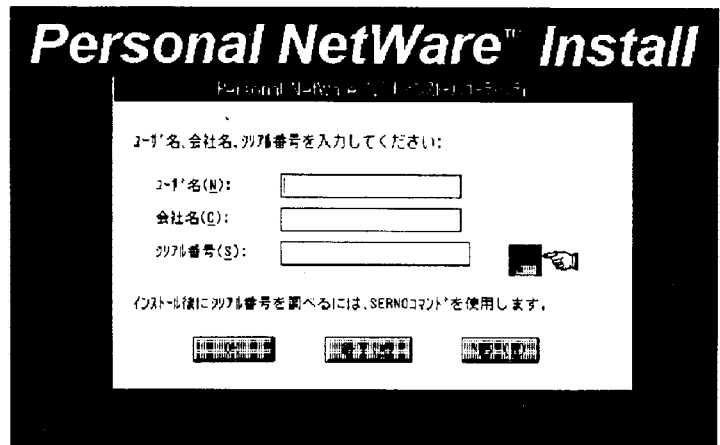 Personal NetWare™ Install
Personal NetWare
ﾕｰｻﾞ名、会社名、ｼﾘｱﾙ番号を入力してください:
ﾕｰｻﾞ名(N):
会社名(C):
ｼﾘｱﾙ番号(S):
ｲﾝｽﾄｰﾙ後にｼﾘｱﾙ番号を調べるには、SERNOｺﾏﾝﾄﾞを使用します。